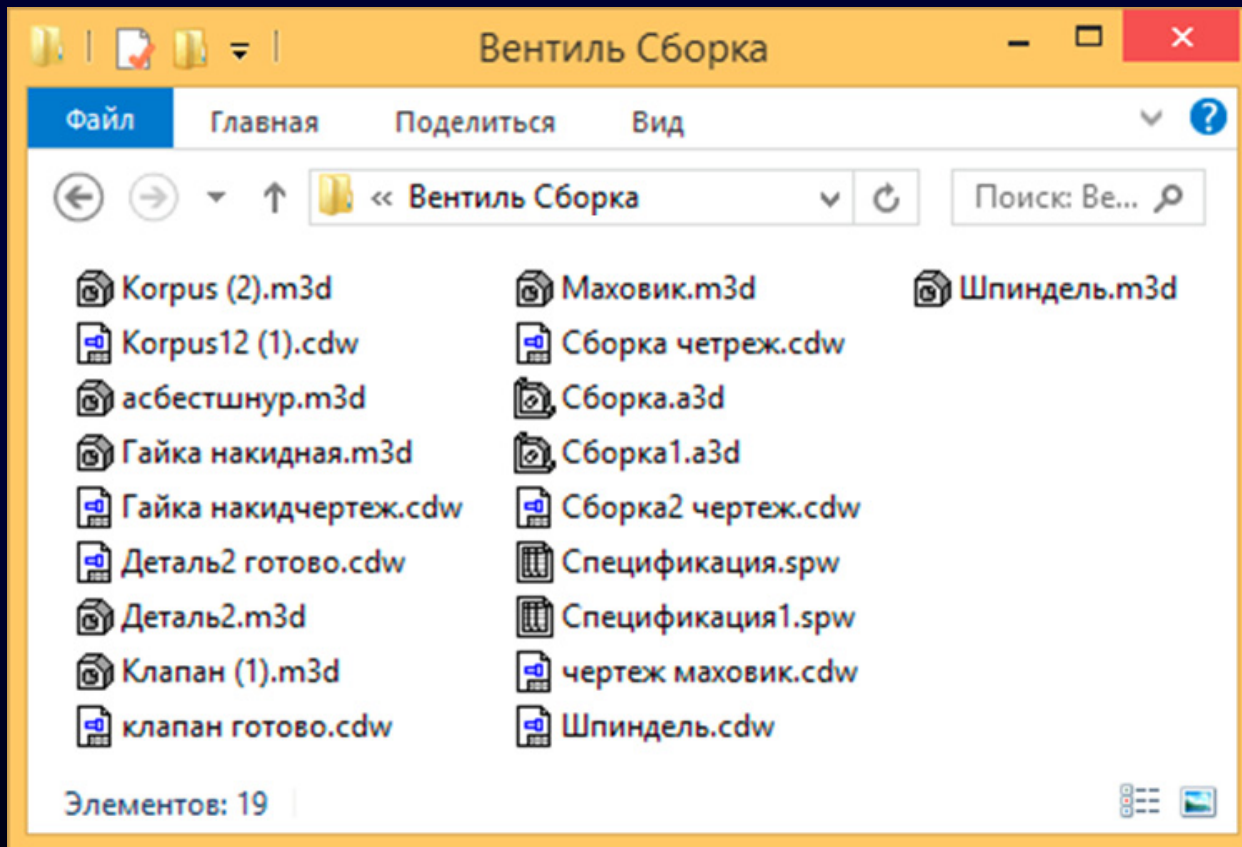 Вентиль Сборка
Файл Главная Поделиться Вид ?
« Вентиль Сборка Поиск: Ве...
Korpus (2).m3d
Korpus12 (1).cdw
асбестшнур.m3d
Гайка накидная.m3d
Гайка накидчертеж.cdw
Деталь2 готово.cdw
Деталь2.m3d
Клапан (1).m3d
клапан готово.cdw
Маховик.m3d
Сборка четреж.cdw
Сборка.a3d
Сборка1.a3d
Сборка2 чертеж.cdw
Спецификация.spw
Спецификация1.spw
чертеж маховик.cdw
Шпиндель.cdw
Шпиндель.m3d
Элементов: 19